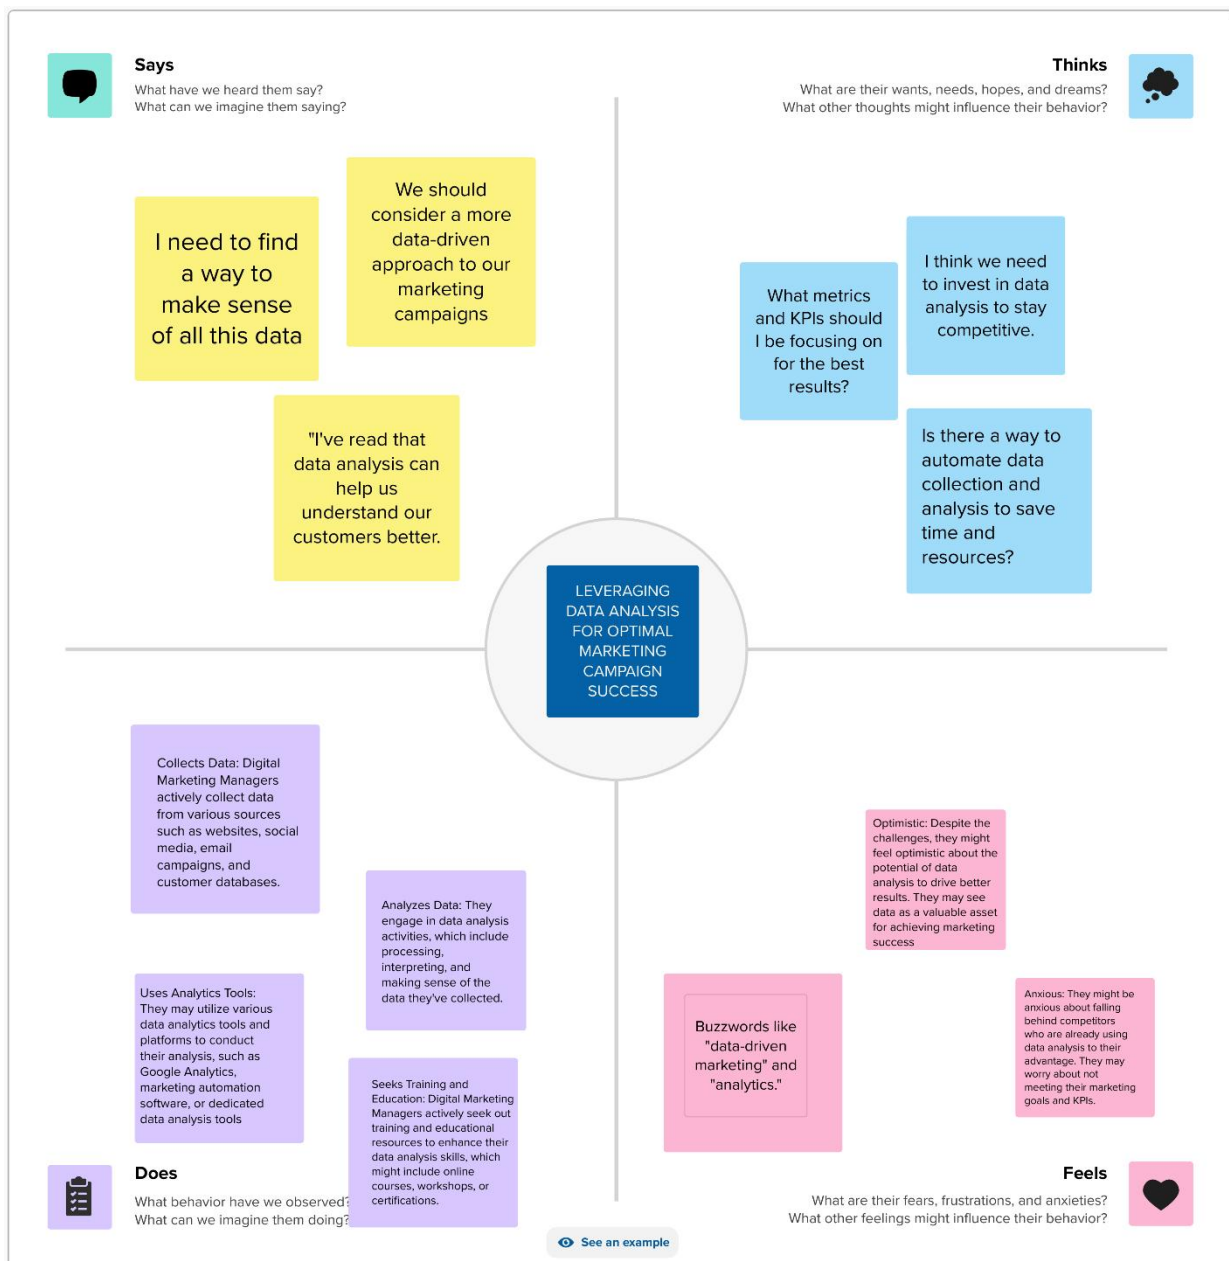 Says
What have we heard them say?
What can we imagine them saying?
Thinks
What are their wants, needs, hopes, and dreams?
What other thoughts might influence their behavior?
I need to find
a way to
make sense
of all this data
We should
consider a more
data-driven
approach to our
marketing
campaigns
"I've read that
data analysis can
help us
understand our
customers better.
What metrics
and KPIs should
I be focusing on
for the best
results?
I think we need
to invest in data
analysis to stay
competitive.
Is there a way to
automate data
collection and
analysis to save
time and
resources?
LEVERAGING
DATA ANALYSIS
FOR OPTIMAL
MARKETING
CAMPAIGN
SUCCESS
Collects Data: Digital
Marketing Managers
actively collect data
from various sources
such as websites, social
media, email
campaigns, and
customer databases.
Analyzes Data: They
engage in data analysis
activities, which include
processing,
interpreting, and
making sense of the
data they've collected.
Uses Analytics Tools:
They may utilize various
data analytics tools and
platforms to conduct
their analysis, such as
Google Analytics,
marketing automation
software, or dedicated
data analysis tools
Seeks Training and
Education: Digital Marketing
Managers actively seek out
training and educational
resources to enhance their
data analysis skills, which
might include online
courses, workshops, or
certifications.
Optimistic: Despite the
challenges, they might
feel optimistic about the
potential of data
analysis to drive better
results. They may see
data as a valuable asset
for achieving marketing
success
Buzzwords like
"data-driven
marketing" and
"analytics."
Anxious: They might be
anxious about falling
behind competitors
who are already using
data analysis to their
advantage. They may
worry about not
meeting their marketing
goals and KPIs.
Does
What behavior have we observed?
What can we imagine them doing?
Feels
What are their fears, frustrations, and anxieties?
What other feelings might influence their behavior?
See an example